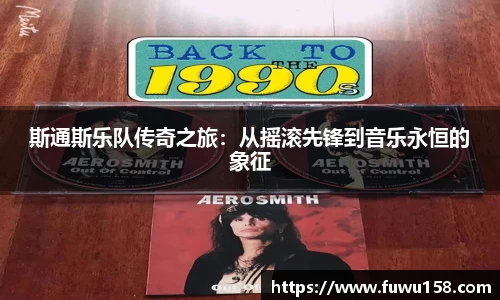 Meitu
BACK TO
THE
1990s
斯通斯乐队传奇之旅：从摇滚先锋到音乐永恒的
象征
AEROSMITH
Out Of Control
AEROSMITH
Out Of Control
AEROSMITH
https://www.fuwu158.com